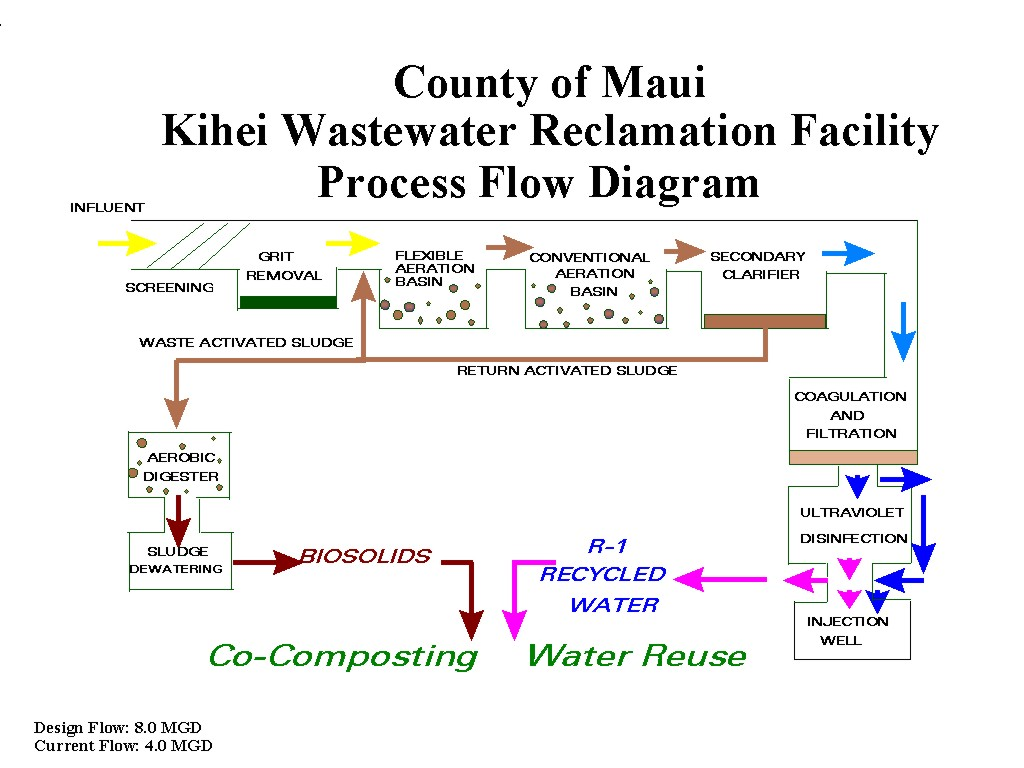 County of Maui
Kihei Wastewater Reclamation Facility
Process Flow Diagram
INFLUENT
SCREENING
GRIT
REMOVAL
FLEXIBLE
AERATION
BASIN
CONVENTIONAL
AERATION
BASIN
SECONDARY
CLARIFIER
WASTE ACTIVATED SLUDGE
RETURN ACTIVATED SLUDGE
COAGULATION
AND
FILTRATION
AEROBIC
DIGESTER
ULTRAVIOLET
DISINFECTION
SLUDGE
DEWATERING
BIOSOLIDS
R-1
RECYCLED
WATER
INJECTION
WELL
Co-Composting
Water Reuse
Design Flow: 8.0 MGD
Current Flow: 4.0 MGD